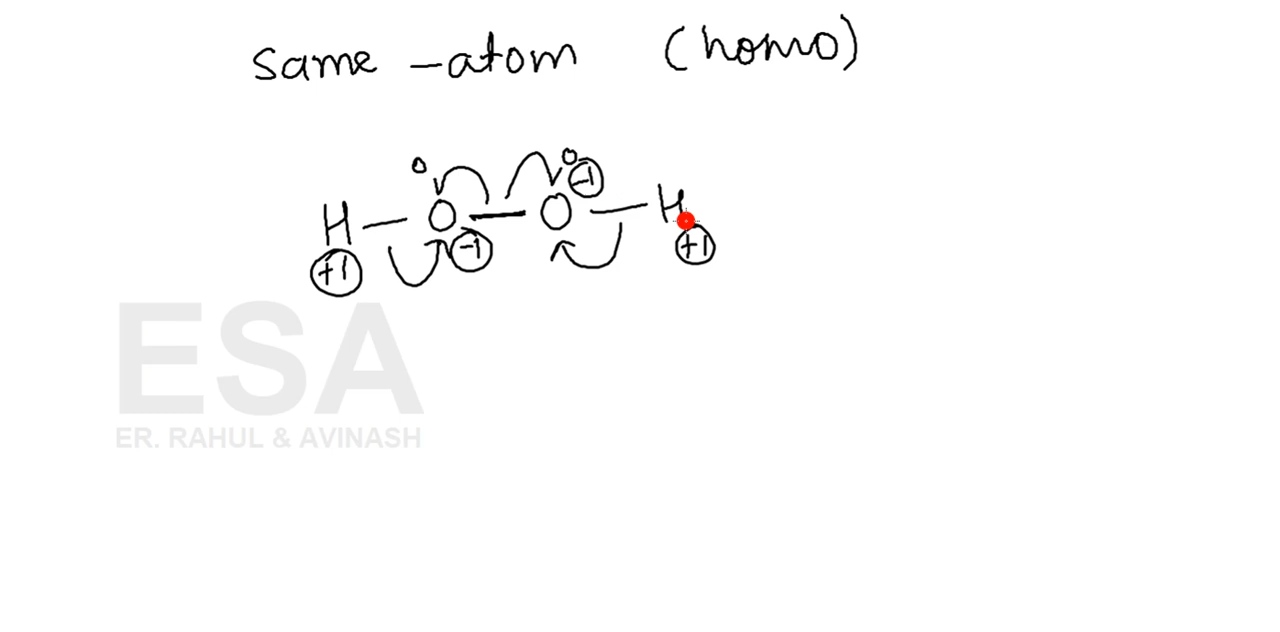 same -atom (homo)
o o
-1
H - O - O - H
+1 -1 +1
ESA
ER. RAHUL & AVINASH